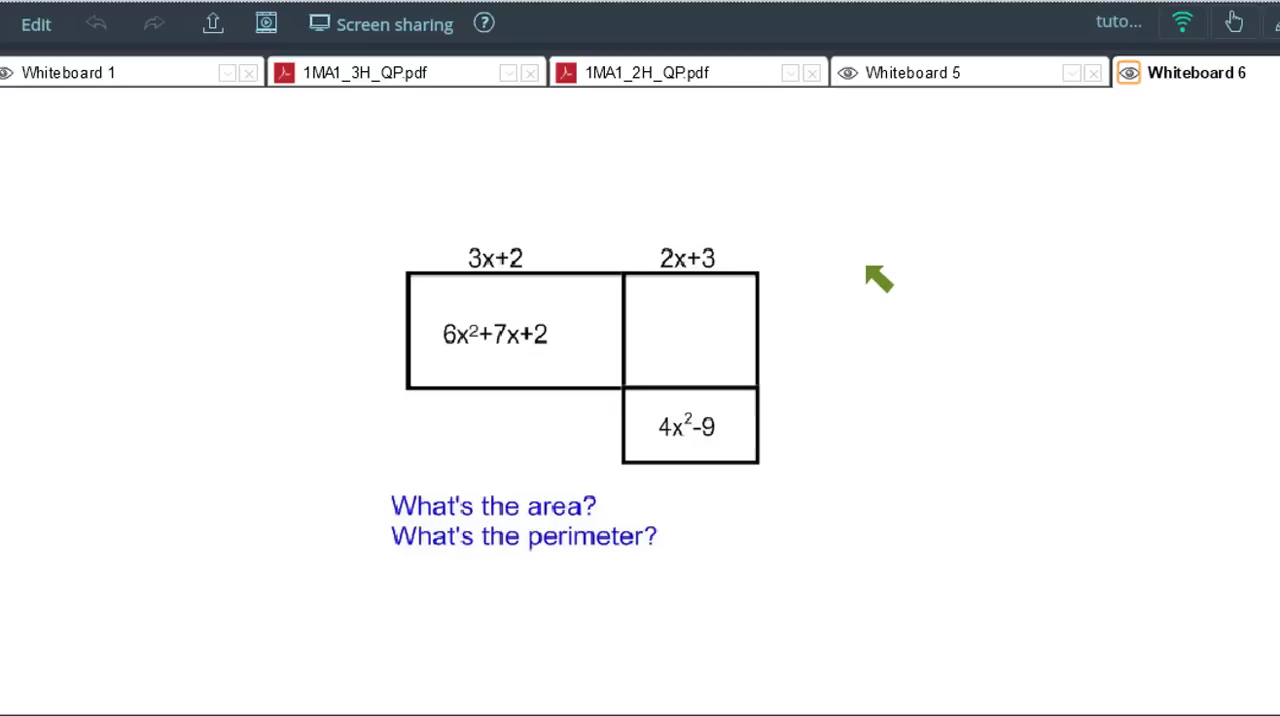 Edit Screen sharing ? tuto...
Whiteboard 1 1MA1_3H_QP.pdf 1MA1_2H_QP.pdf Whiteboard 5 Whiteboard 6
3x+2 2x+3
6x²+7x+2
4x²-9
What's the area?
What's the perimeter?